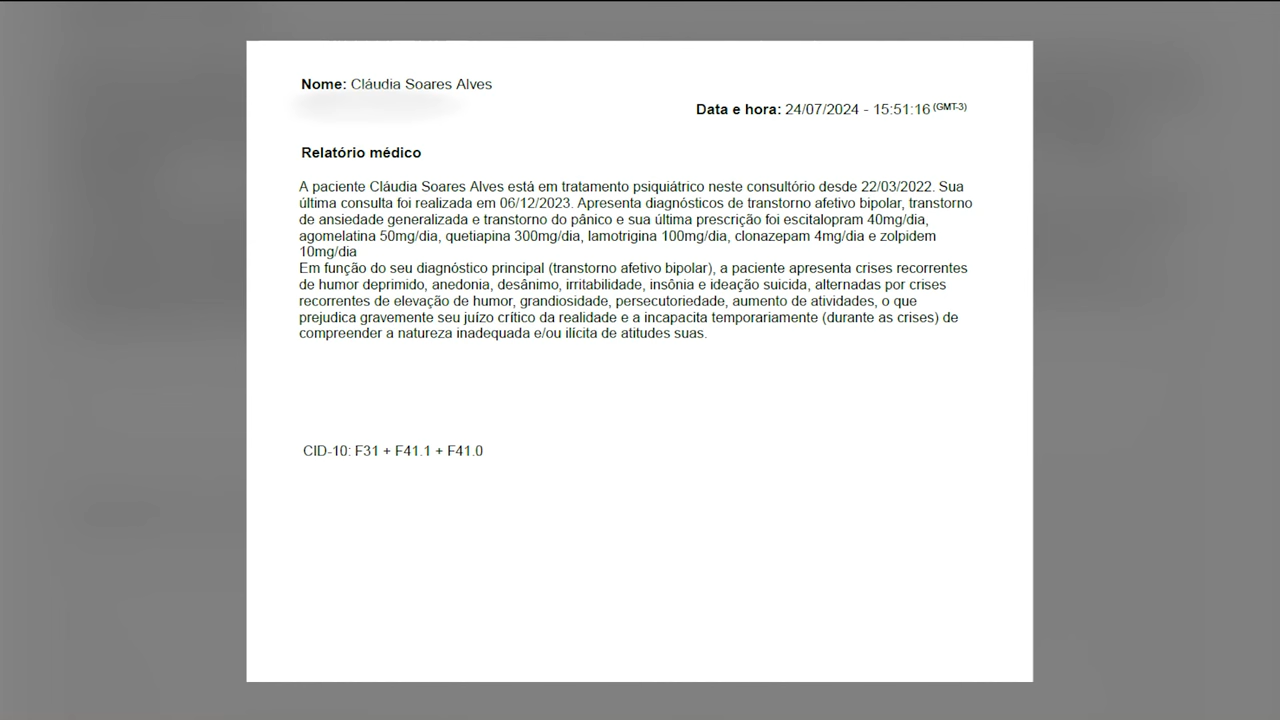 Nome: Cláudia Soares Alves
Data e hora: 24/07/2024 - 15:51:16 (GMT-3)
Relatório médico
A paciente Cláudia Soares Alves está em tratamento psiquiátrico neste consultório desde 22/03/2022. Sua
última consulta foi realizada em 06/12/2023. Apresenta diagnósticos de transtorno afetivo bipolar, transtorno
de ansiedade generalizada e transtorno do pânico e sua última prescrição foi escitalopram 40mg/dia,
agomelatina 50mg/dia, quetiapina 300mg/dia, lamotrigina 100mg/dia, clonazepam 4mg/dia e zolpidem
10mg/dia
Em função do seu diagnóstico principal (transtorno afetivo bipolar), a paciente apresenta crises recorrentes
de humor deprimido, anedonia, desânimo, irritabilidade, insônia e ideação suicida, alternadas por crises
recorrentes de elevação de humor, grandiosidade, persecutoriedade, aumento de atividades, o que
prejudica gravemente seu juízo crítico da realidade e a incapacita temporariamente (durante as crises) de
compreender a natureza inadequada e/ou ilícita de atitudes suas.
CID-10: F31 + F41.1 + F41.0